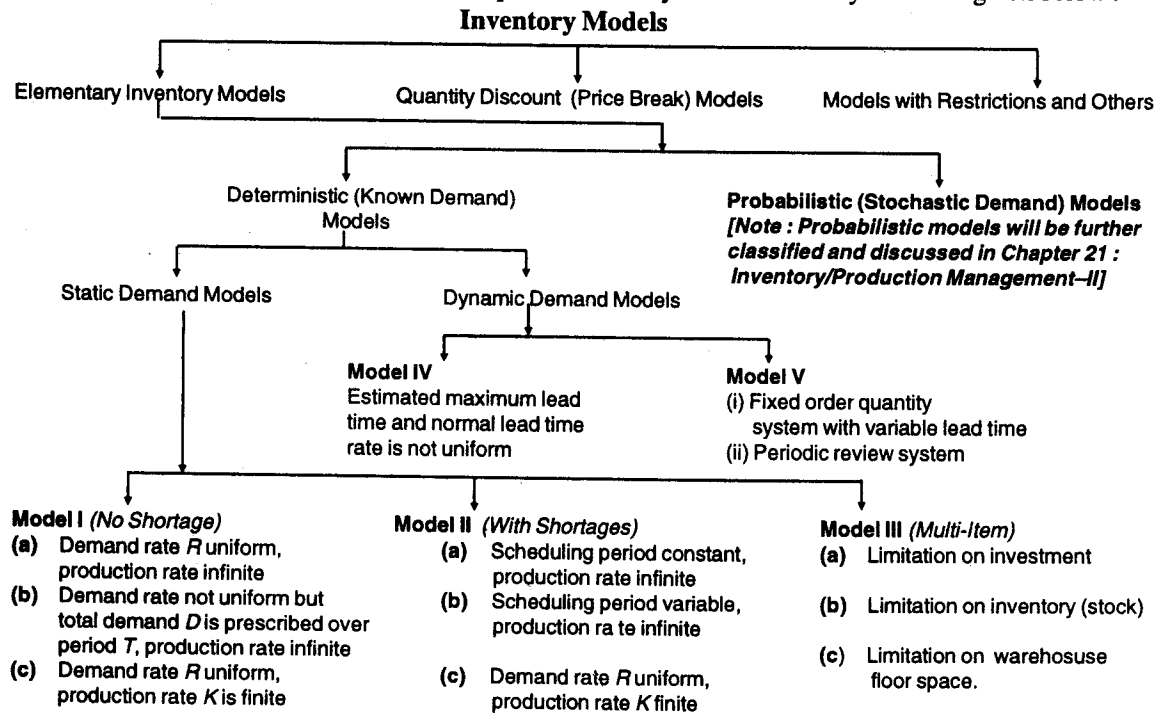 Inventory Models
Elementary Inventory Models
Quantity Discount (Price Break) Models
Models with Restrictions and Others
Deterministic (Known Demand)
Models
Probabilistic (Stochastic Demand) Models
[Note : Probabilistic models will be further
classified and discussed in Chapter 21 :
Inventory/Production Management–II]
Static Demand Models
Dynamic Demand Models
Model IV
Estimated maximum lead
time and normal lead time
rate is not uniform
Model V
(i) Fixed order quantity
system with variable lead time
(ii) Periodic review system
Model I (No Shortage)
(a) Demand rate R uniform,
production rate infinite
(b) Demand rate not uniform but
total demand D is prescribed over
period T, production rate infinite
(c) Demand rate R uniform,
production rate K is finite
Model II (With Shortages)
(a) Scheduling period constant,
production rate infinite
(b) Scheduling period variable,
production ra te infinite
(c) Demand rate R uniform,
production rate K finite
Model III (Multi-Item)
(a) Limitation on investment
(b) Limitation on inventory (stock)
(c) Limitation on warehosuse
floor space.